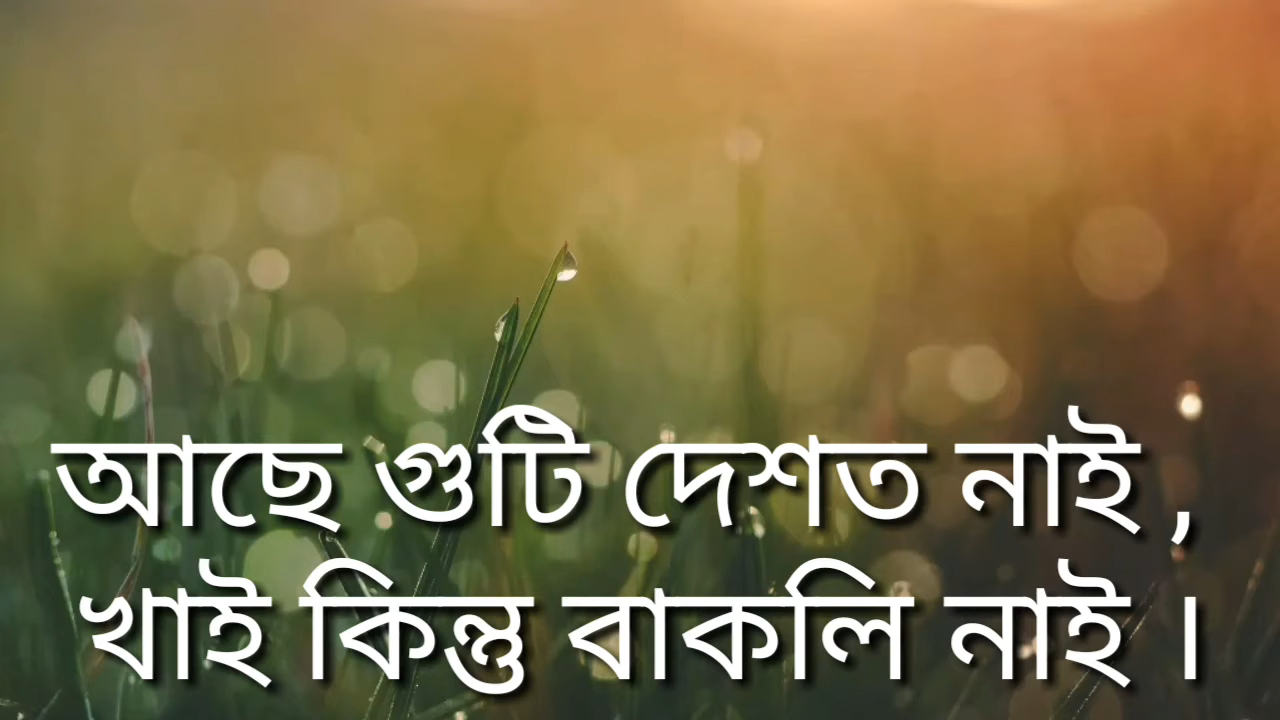 আছে গুটি দেশত নাই ,
খাই কিন্তু বাকলি নাই ।